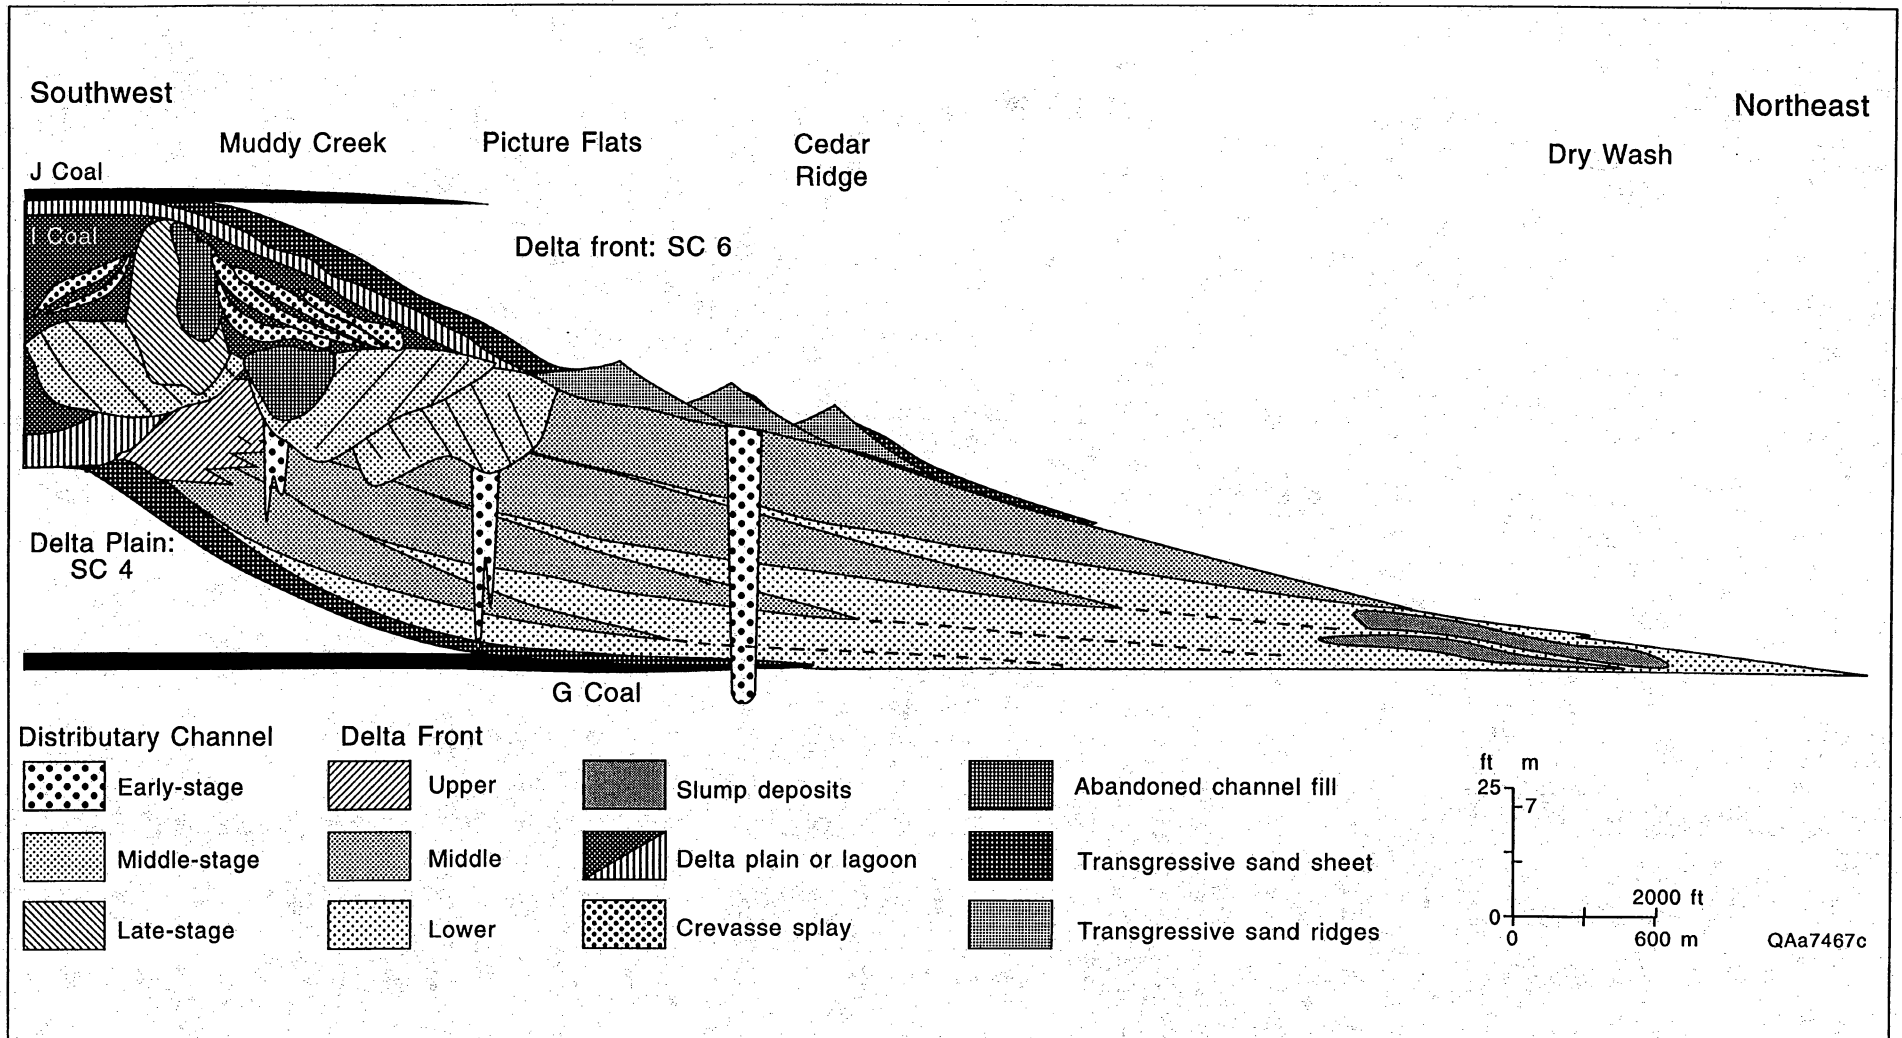 Southwest
Northeast
Muddy Creek
Picture Flats
Cedar
Ridge
Dry Wash
J Coal
I Coal
Delta front: SC 6
Delta Plain:
SC 4
G Coal
Distributary Channel
Early-stage
Middle-stage
Late-stage
Delta Front
Upper
Middle
Lower
Slump deposits
Delta plain or lagoon
Crevasse splay
Abandoned channel fill
Transgressive sand sheet
Transgressive sand ridges
ft m
25
7
0
2000 ft
0
600 m
QAa7467c